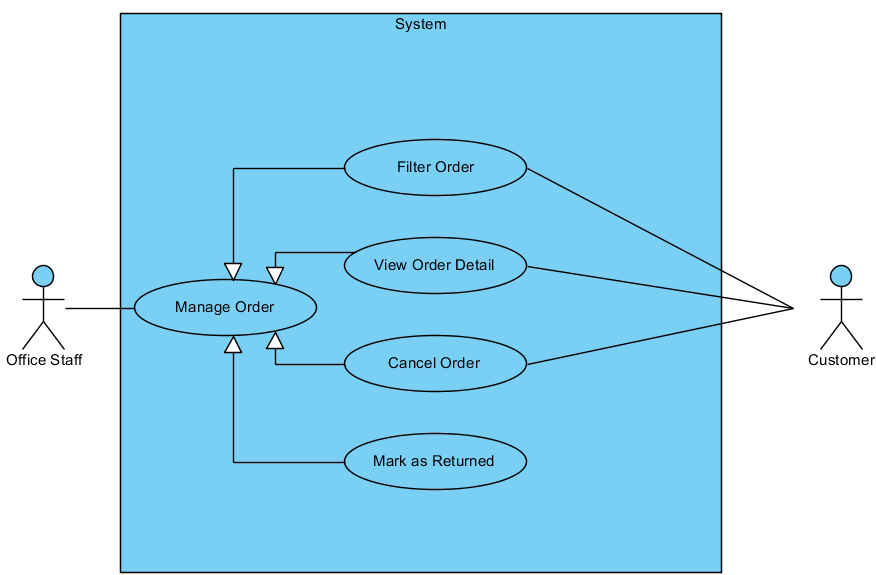 System
Filter Order
View Order Detail
Manage Order
Office Staff
Customer
Cancel Order
Mark as Returned